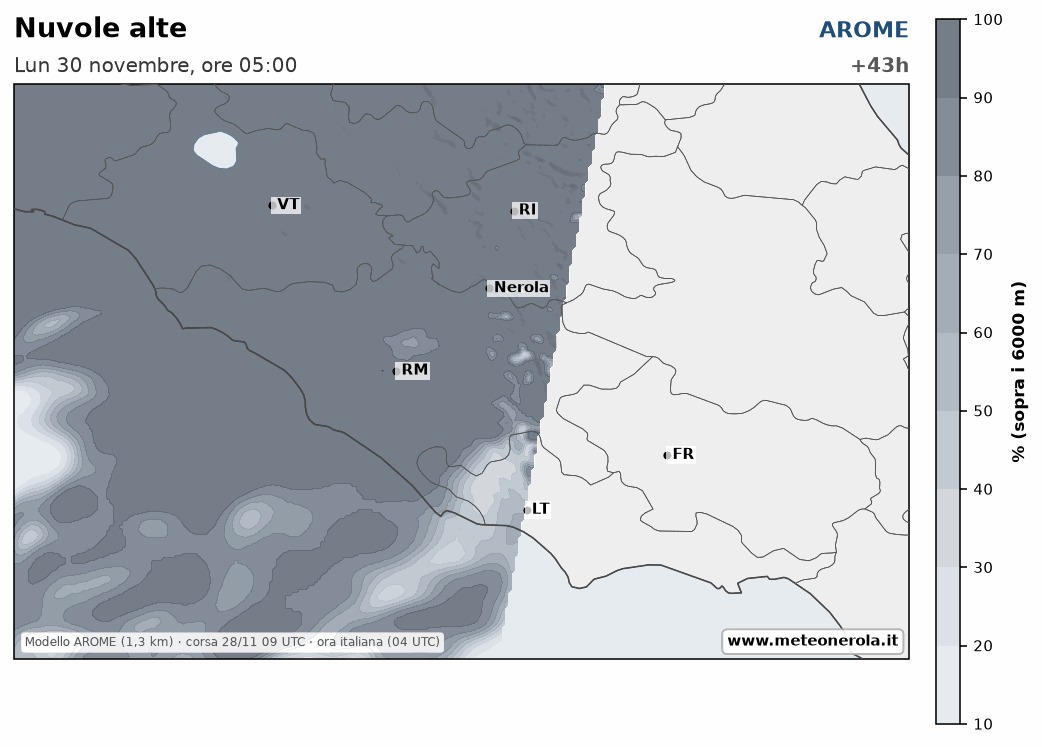 Nuvole alte
AROME
Lun 30 novembre, ore 05:00
+43h
100
90
80
70
60
50
40
30
20
10
% (sopra i 6000 m)
VT
RI
Nerola
RM
FR
LT
Modello AROME (1,3 km) · corsa 28/11 09 UTC · ora italiana (04 UTC)
www.meteonerola.it